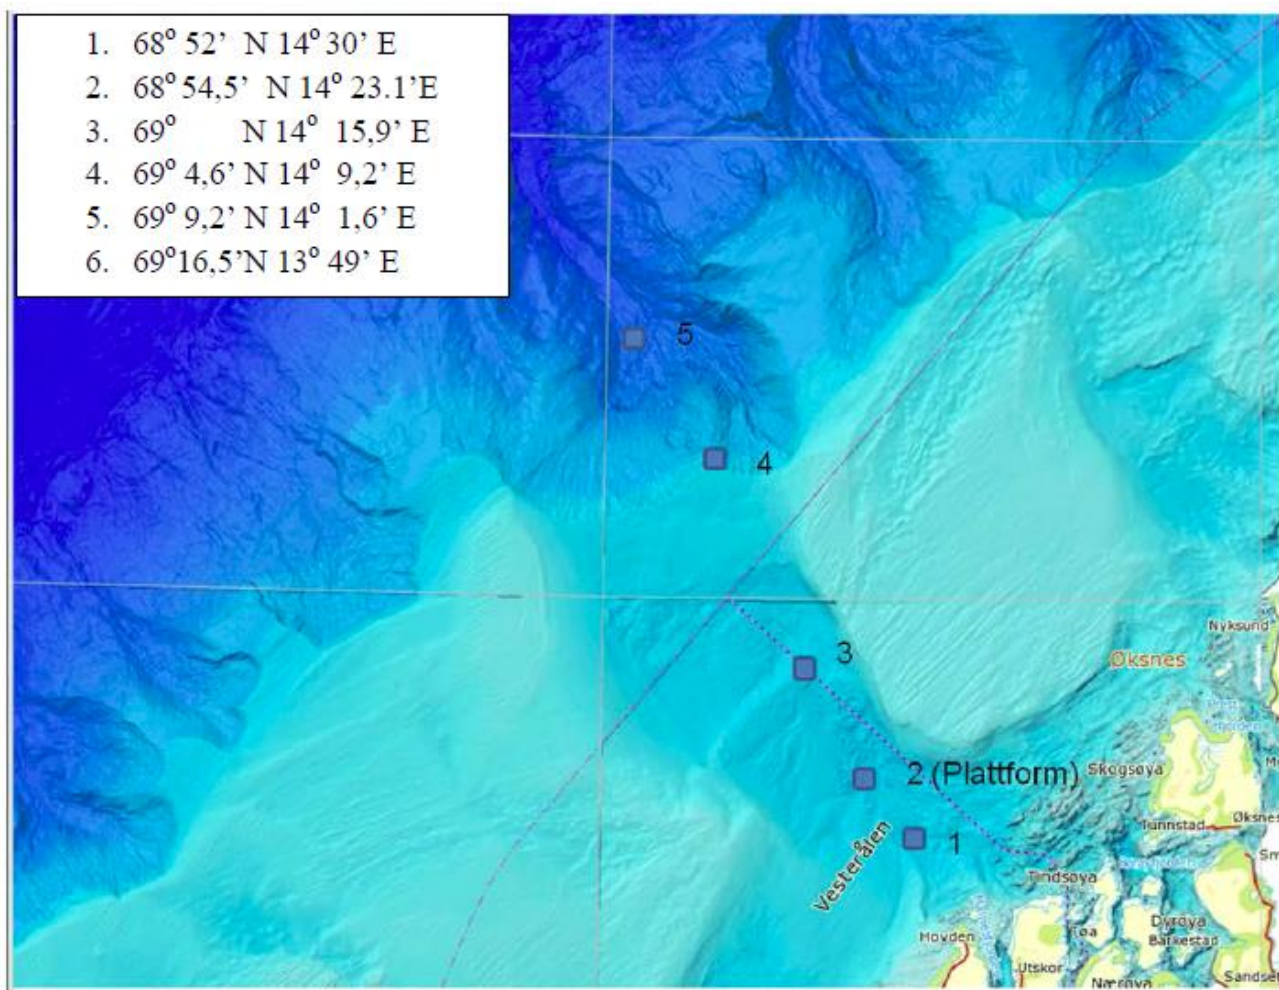 1. 68° 52’ N 14° 30’ E
2. 68° 54,5’ N 14° 23.1’E
3. 69° N 14° 15,9’ E
4. 69° 4,6’ N 14° 9,2’ E
5. 69° 9,2’ N 14° 1,6’ E
6. 69°16,5’N 13° 49’ E
5
4
Nyksund
3
Øksnes
Skogsøya
2 (Plattform)
Tunnstad
Øksnes
1
Vesterålen
Sm
Tindsøya
Hovden
Tøa
Dyrøya
Barkestad
Utskor
Nærøya
Sandset